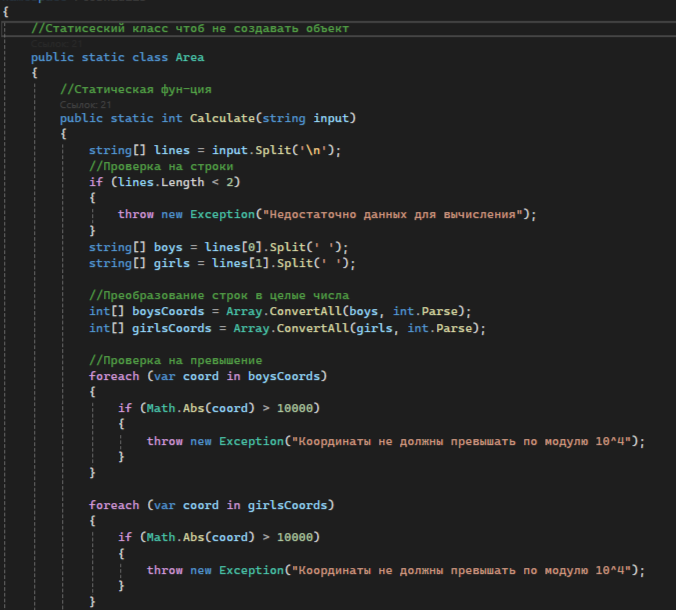 {
//Статисеский класс чтоб не создавать объект
Ссылок: 21
public static class Area
{
//Статическая фун-ция
Ссылок: 21
public static int Calculate(string input)
{
string[] lines = input.Split('\n');
//Проверка на строки
if (lines.Length < 2)
{
throw new Exception("Недостаточно данных для вычисления");
}
string[] boys = lines[0].Split(' ');
string[] girls = lines[1].Split(' ');
//Преобразование строк в целые числа
int[] boysCoords = Array.ConvertAll(boys, int.Parse);
int[] girlsCoords = Array.ConvertAll(girls, int.Parse);
//Проверка на превышение
foreach (var coord in boysCoords)
{
if (Math.Abs(coord) > 10000)
{
throw new Exception("Координаты не должны превышать по модулю 10^4");
}
}
foreach (var coord in girlsCoords)
{
if (Math.Abs(coord) > 10000)
{
throw new Exception("Координаты не должны превышать по модулю 10^4");
}
}